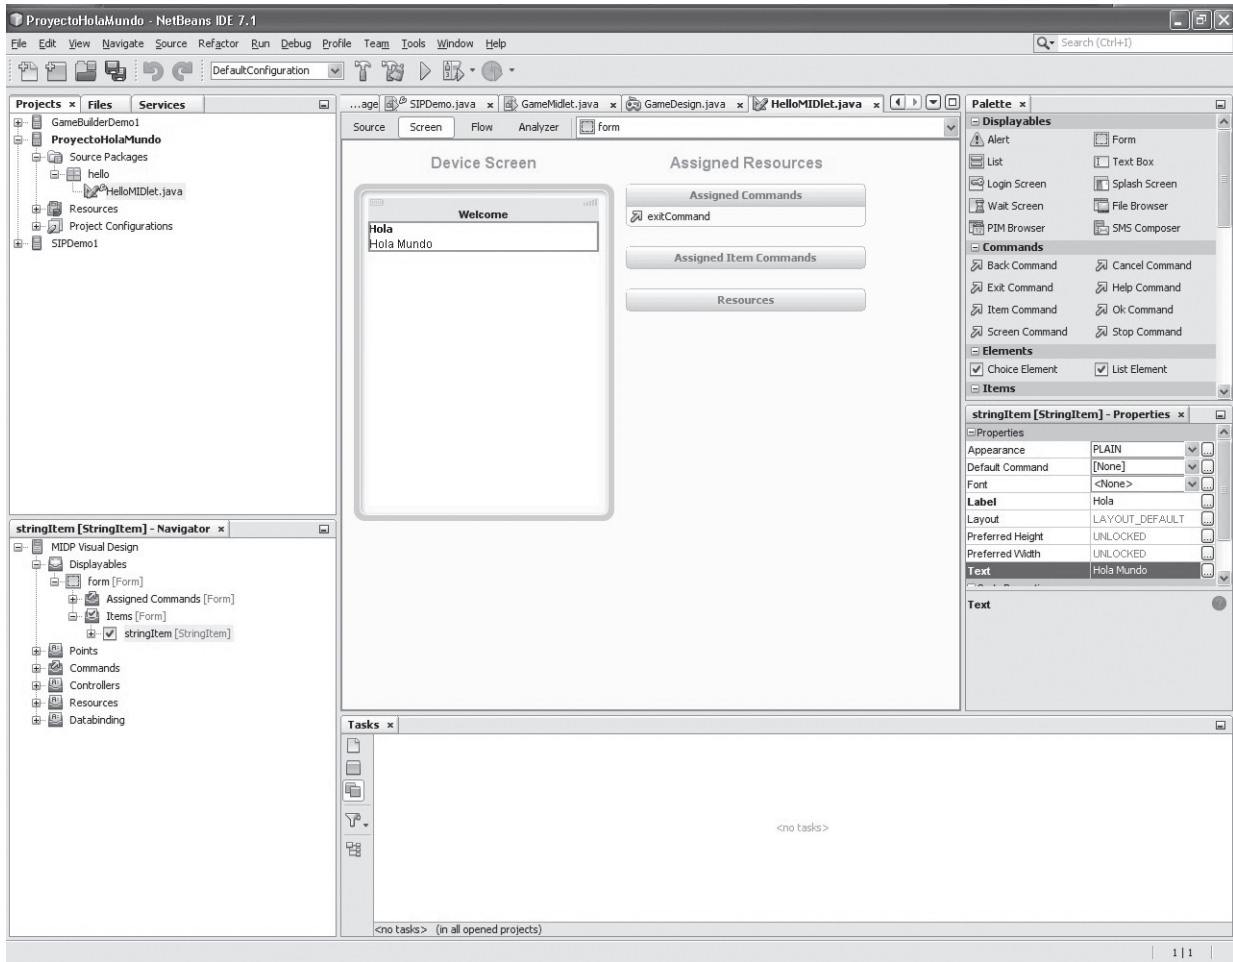 ProyectoHolaMundo - NetBeans IDE 7.1
File Edit View Navigate Source Refactor Run Debug Profile Team Tools Window Help
Search (Ctrl+I)
DefaultConfiguration
Projects Files Services
GameBuilderDemo1
ProyectoHolaMundo
Source Packages
hello
HelloMIDlet.java
Resources
Project Configurations
SIPDemo1
stringItem [StringItem] - Navigator
MIDP Visual Design
Displayables
form [Form]
Assigned Commands [Form]
Items [Form]
stringItem [StringItem]
Points
Commands
Controllers
Resources
Databinding
...age SIPDemo.java GameMidlet.java GameDesign.java HelloMIDlet.java
Source Screen Flow Analyzer form
Device Screen
Welcome
Hola
Hola Mundo
Assigned Resources
Assigned Commands
exitCommand
Assigned Item Commands
Resources
Palette
Displayables
Alert Form
List Text Box
Login Screen Splash Screen
Wait Screen File Browser
PIM Browser SMS Composer
Commands
Back Command Cancel Command
Exit Command Help Command
Item Command Ok Command
Screen Command Stop Command
Elements
Choice Element List Element
Items
stringItem [StringItem] - Properties
Properties
Appearance PLAIN
Default Command [None]
Font <None>
Label Hola
Layout LAYOUT_DEFAULT
Preferred Height UNLOCKED
Preferred Width UNLOCKED
Text Hola Mundo
Text
Tasks
<no tasks>
<no tasks> (in all opened projects)
1 | 1